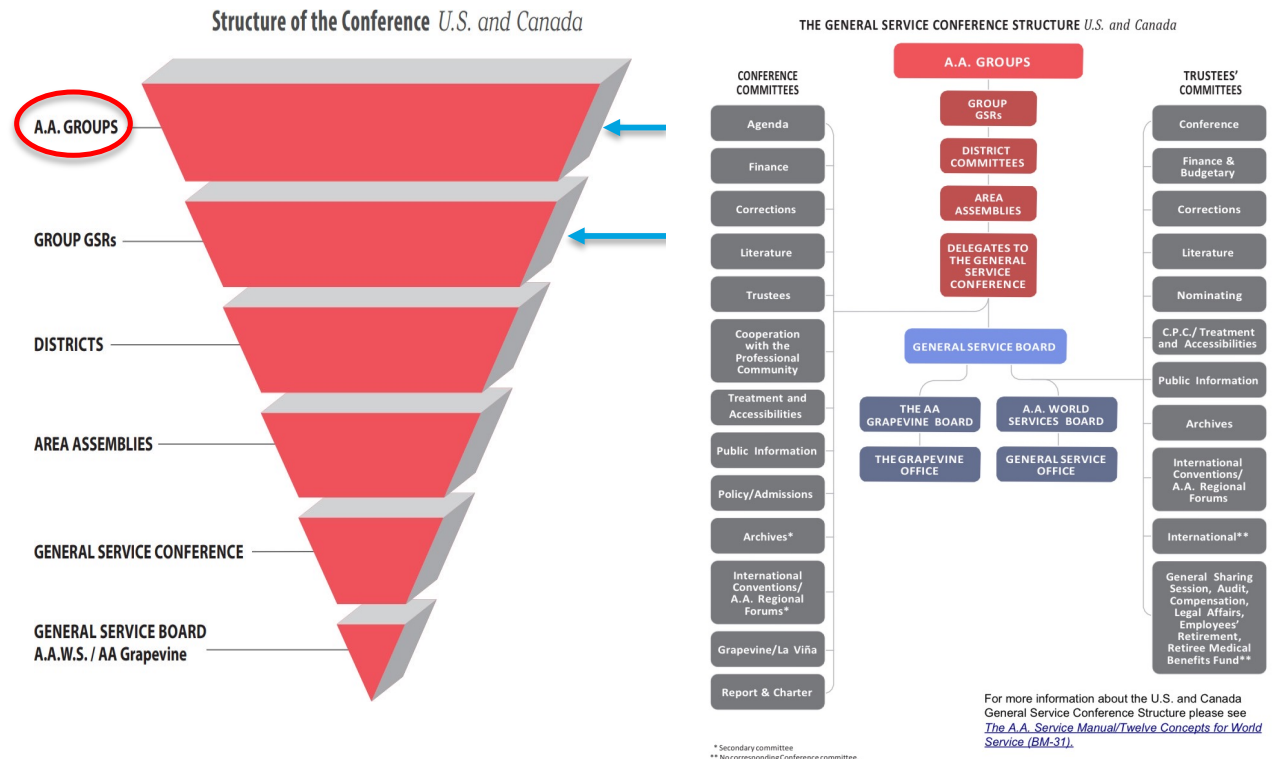 Structure of the Conference U.S. and Canada
A.A. GROUPS
GROUP GSRs
DISTRICTS
AREA ASSEMBLIES
GENERAL SERVICE CONFERENCE
GENERAL SERVICE BOARD
A.A.W.S. / AA Grapevine
THE GENERAL SERVICE CONFERENCE STRUCTURE U.S. and Canada
CONFERENCE
COMMITTEES
Agenda
Finance
Corrections
Literature
Trustees
Cooperation
with the
Professional
Community
Treatment and
Accessibilities
Public Information
Policy/Admissions
Archives*
International
Conventions/
A.A. Regional
Forums*
Grapevine/La Viña
Report & Charter
A.A. GROUPS
GROUP
GSRs
DISTRICT
COMMITTEES
AREA
ASSEMBLIES
DELEGATES TO
THE GENERAL
SERVICE
CONFERENCE
GENERAL SERVICE BOARD
THE AA
GRAPEVINE BOARD
A.A. WORLD
SERVICES BOARD
THE GRAPEVINE
OFFICE
GENERAL SERVICE
OFFICE
TRUSTEES'
COMMITTEES
Conference
Finance &
Budgetary
Corrections
Literature
Nominating
C.P.C./ Treatment
and Accessibilities
Public Information
Archives
International
Conventions/
A.A. Regional
Forums
International**
General Sharing
Session, Audit,
Compensation,
Legal Affairs,
Employees'
Retirement,
Retiree Medical
Benefits Fund**
For more information about the U.S. and Canada
General Service Conference Structure please see
The A.A. Service Manual/Twelve Concepts for World
Service (BM-31).
* Secondary committee
** No corresponding Conference committee